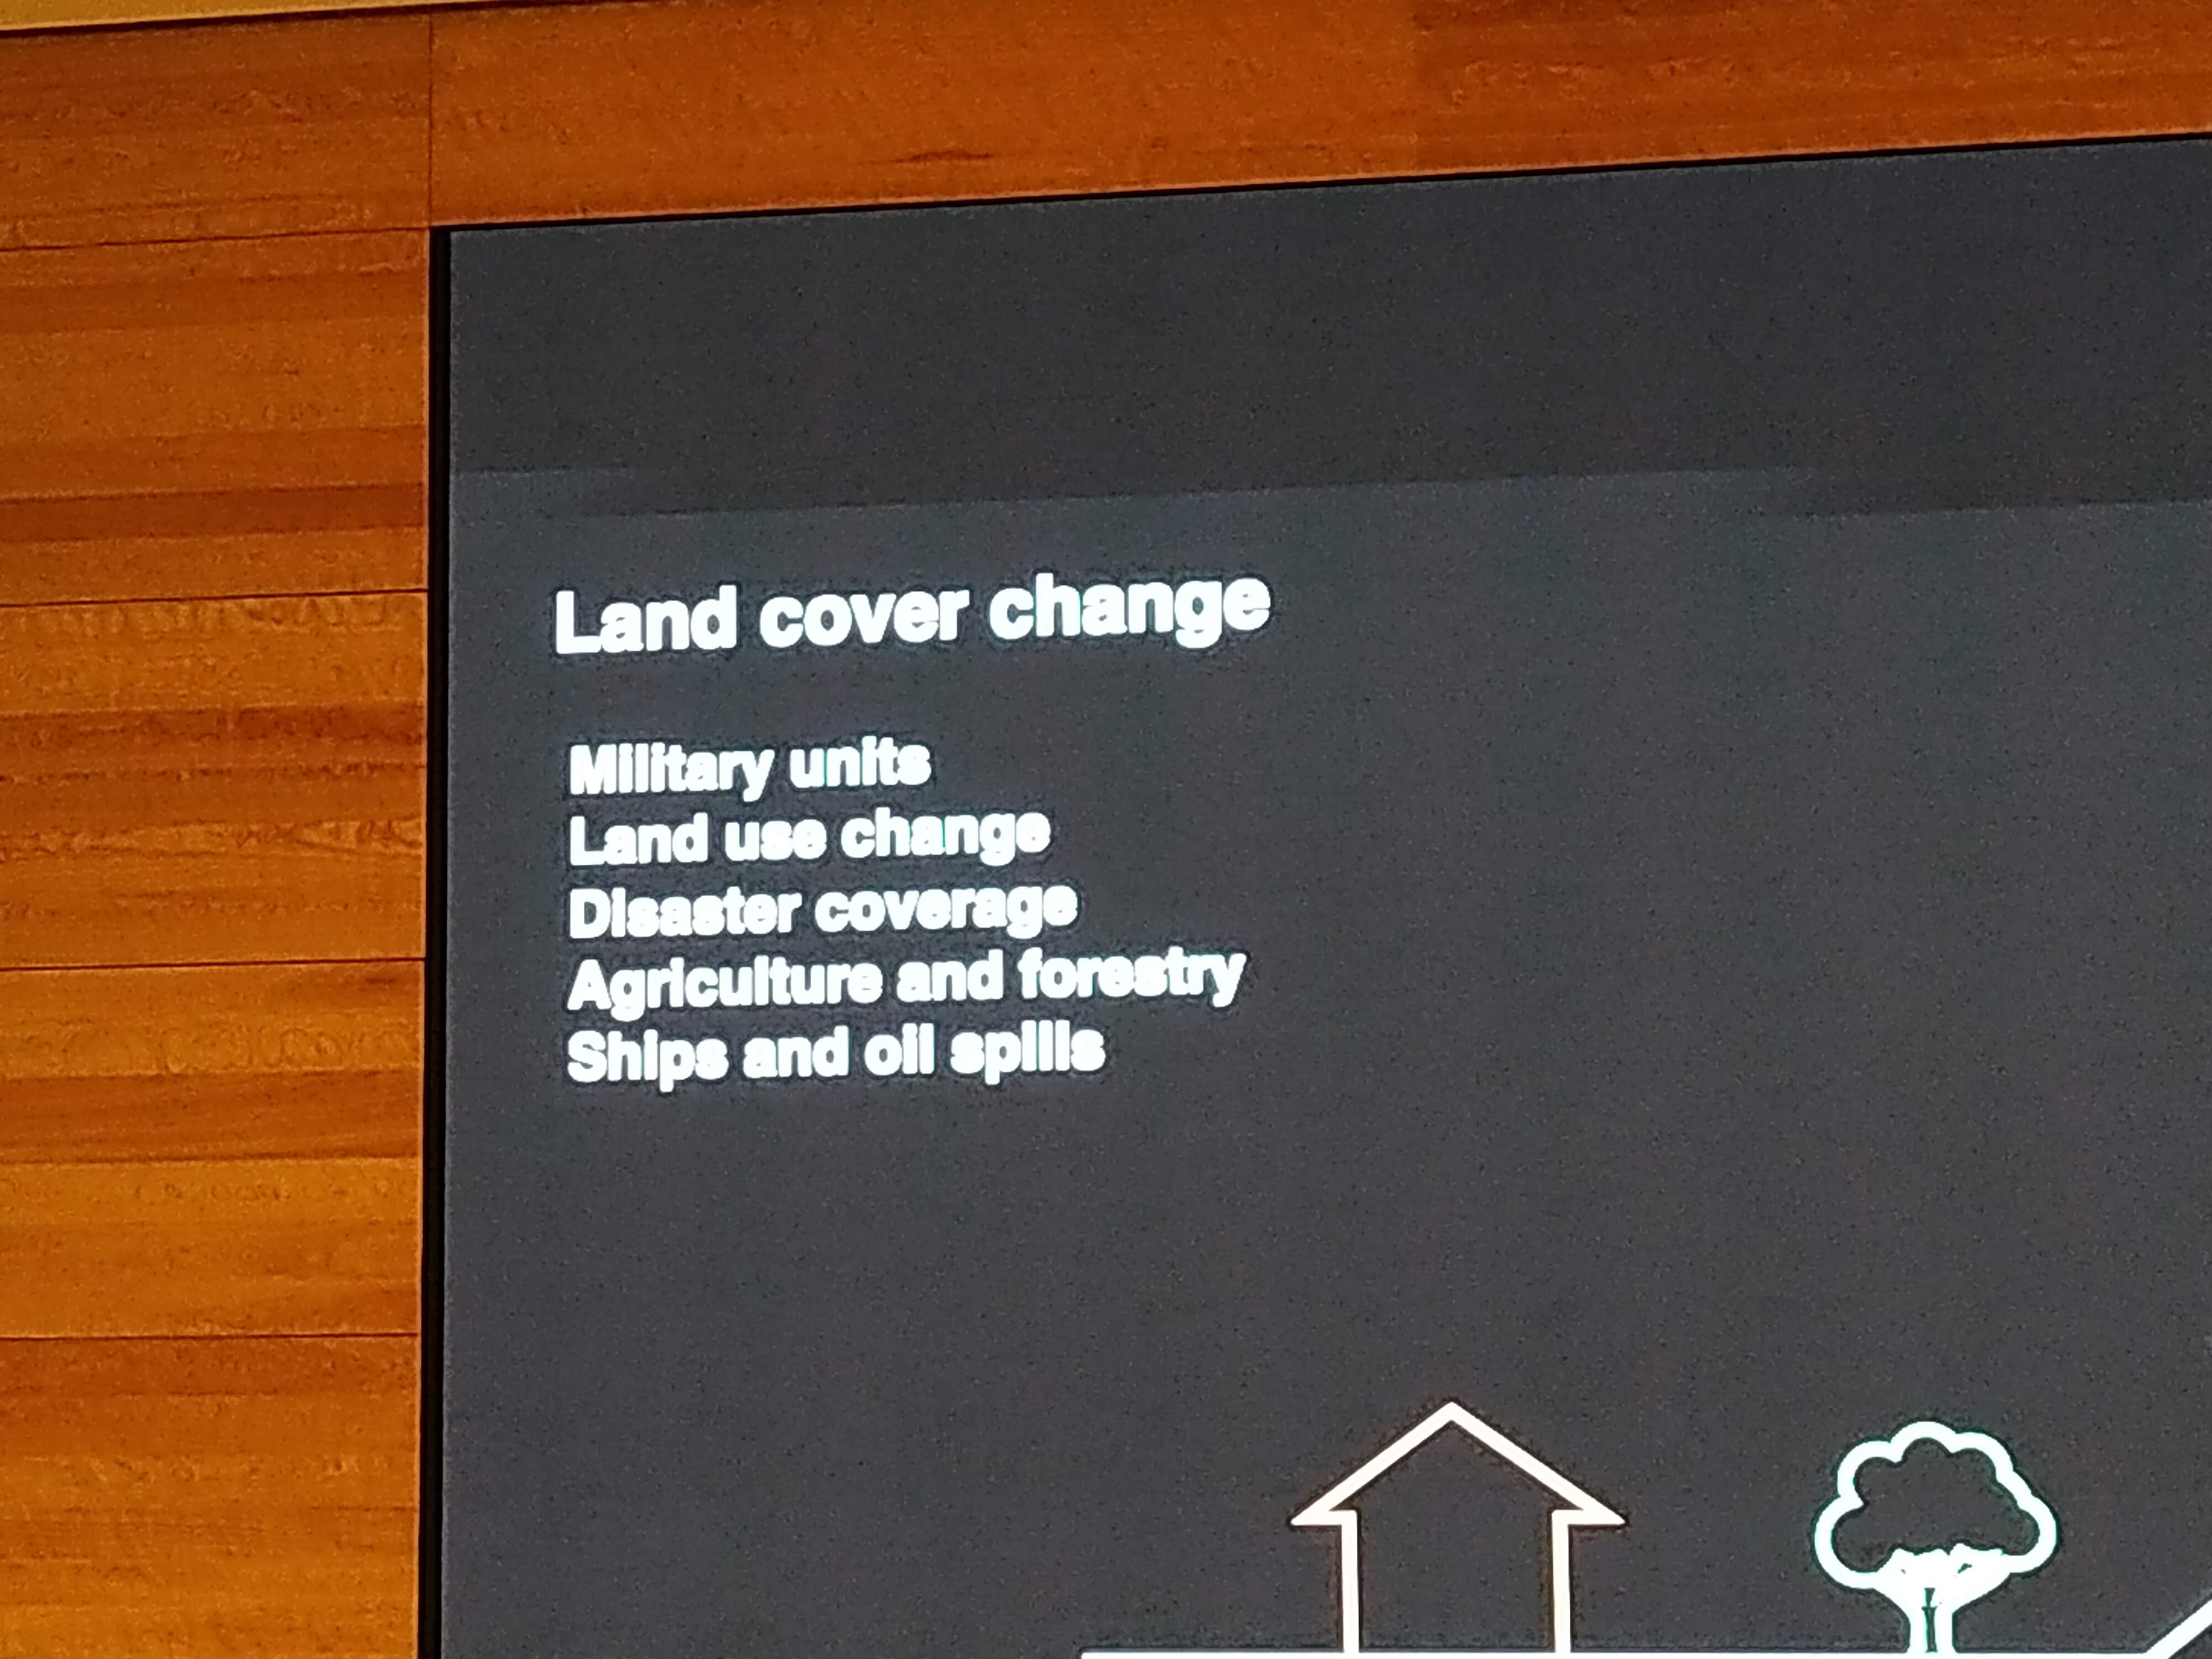 Land cover change
Military units
Land use change
Disaster coverage
Agriculture and forestry
Ships and oil spills